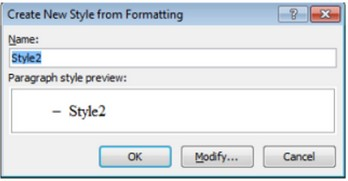 Create New Style from Formatting
Name:
Style2
Paragraph style preview:
– Style2
OK Modify... Cancel